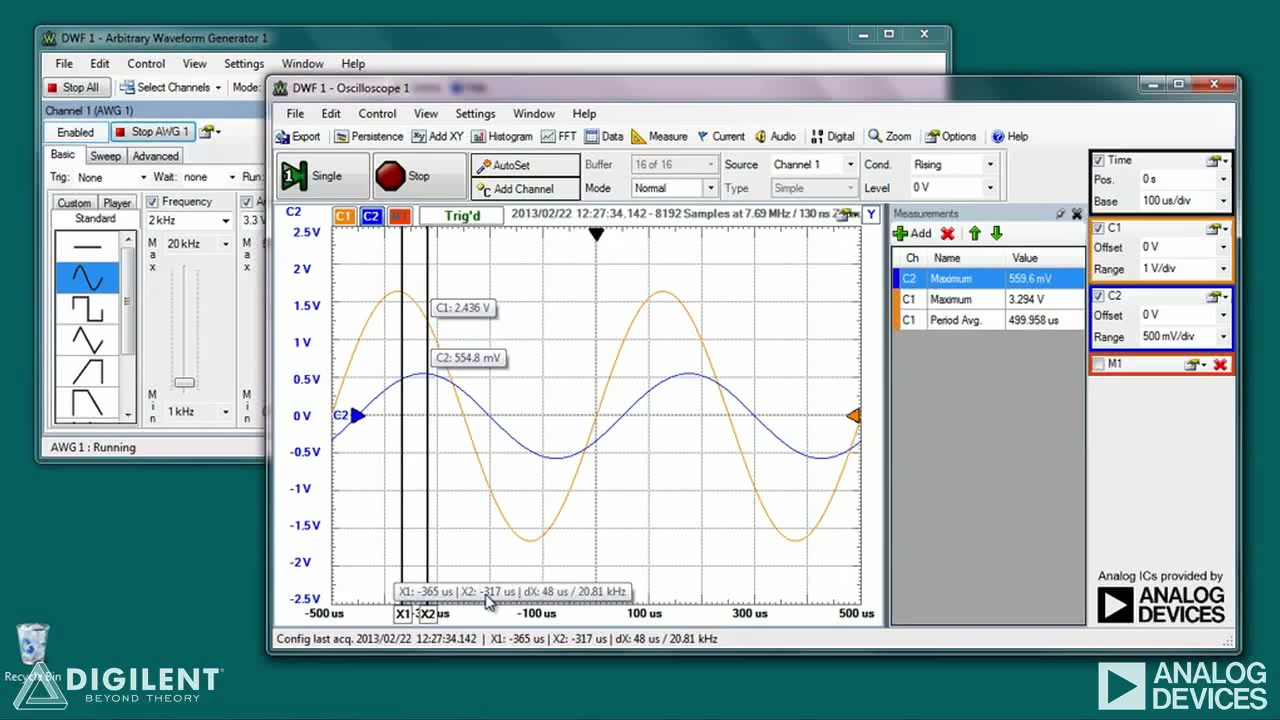 DWF 1 - Arbitrary Waveform Generator 1
File Edit Control View Settings Window Help
Stop All Select Channels Mode:
Channel 1 (AWG 1)
Enabled Stop AWG 1
Basic Sweep Advanced
Trig: None Wait: none Run:
Custom Player
Standard
Frequency
2 kHz
20 kHz
Max
Min
1 kHz
3.3 V
Max
Min
AWG 1 : Running
DWF 1 - Oscilloscope 1
File Edit Control View Settings Window Help
Export Persistence Add XY Histogram FFT Data Measure Current Audio Digital Zoom Options Help
1 Single Stop AutoSet Buffer 16 of 16 Source Channel 1 Cond. Rising
Add Channel Mode Normal Type Simple Level 0 V
C2 C1 C2 M1 Trig'd 2013/02/22 12:27:34.142 - 8192 Samples at 7.69 MHz / 130 ns Y
2.5 V
2 V
1.5 V
1 V
0.5 V
0 V
-0.5 V
-1 V
-1.5 V
-2 V
-2.5 V
C2
C1: 2.436 V
C2: 554.8 mV
X1: -365 us | X2: -317 us | dX: 48 us / 20.81 kHz
-500 us X1 X2 us -100 us 100 us 300 us 500 us
Config last acq. 2013/02/22 12:27:34.142 | X1: -365 us | X2: -317 us | dX: 48 us / 20.81 kHz
Measurements
Add
Ch Name Value
C2 Maximum 559.6 mV
C1 Maximum 3.294 V
C1 Period Avg. 499.958 us
Time
Pos. 0 s
Base 100 us/div
C1
Offset 0 V
Range 1 V/div
C2
Offset 0 V
Range 500 mV/div
M1
Analog ICs provided by
ANALOG
DEVICES
Recycle Bin
DIGILENT
BEYOND THEORY
ANALOG
DEVICES